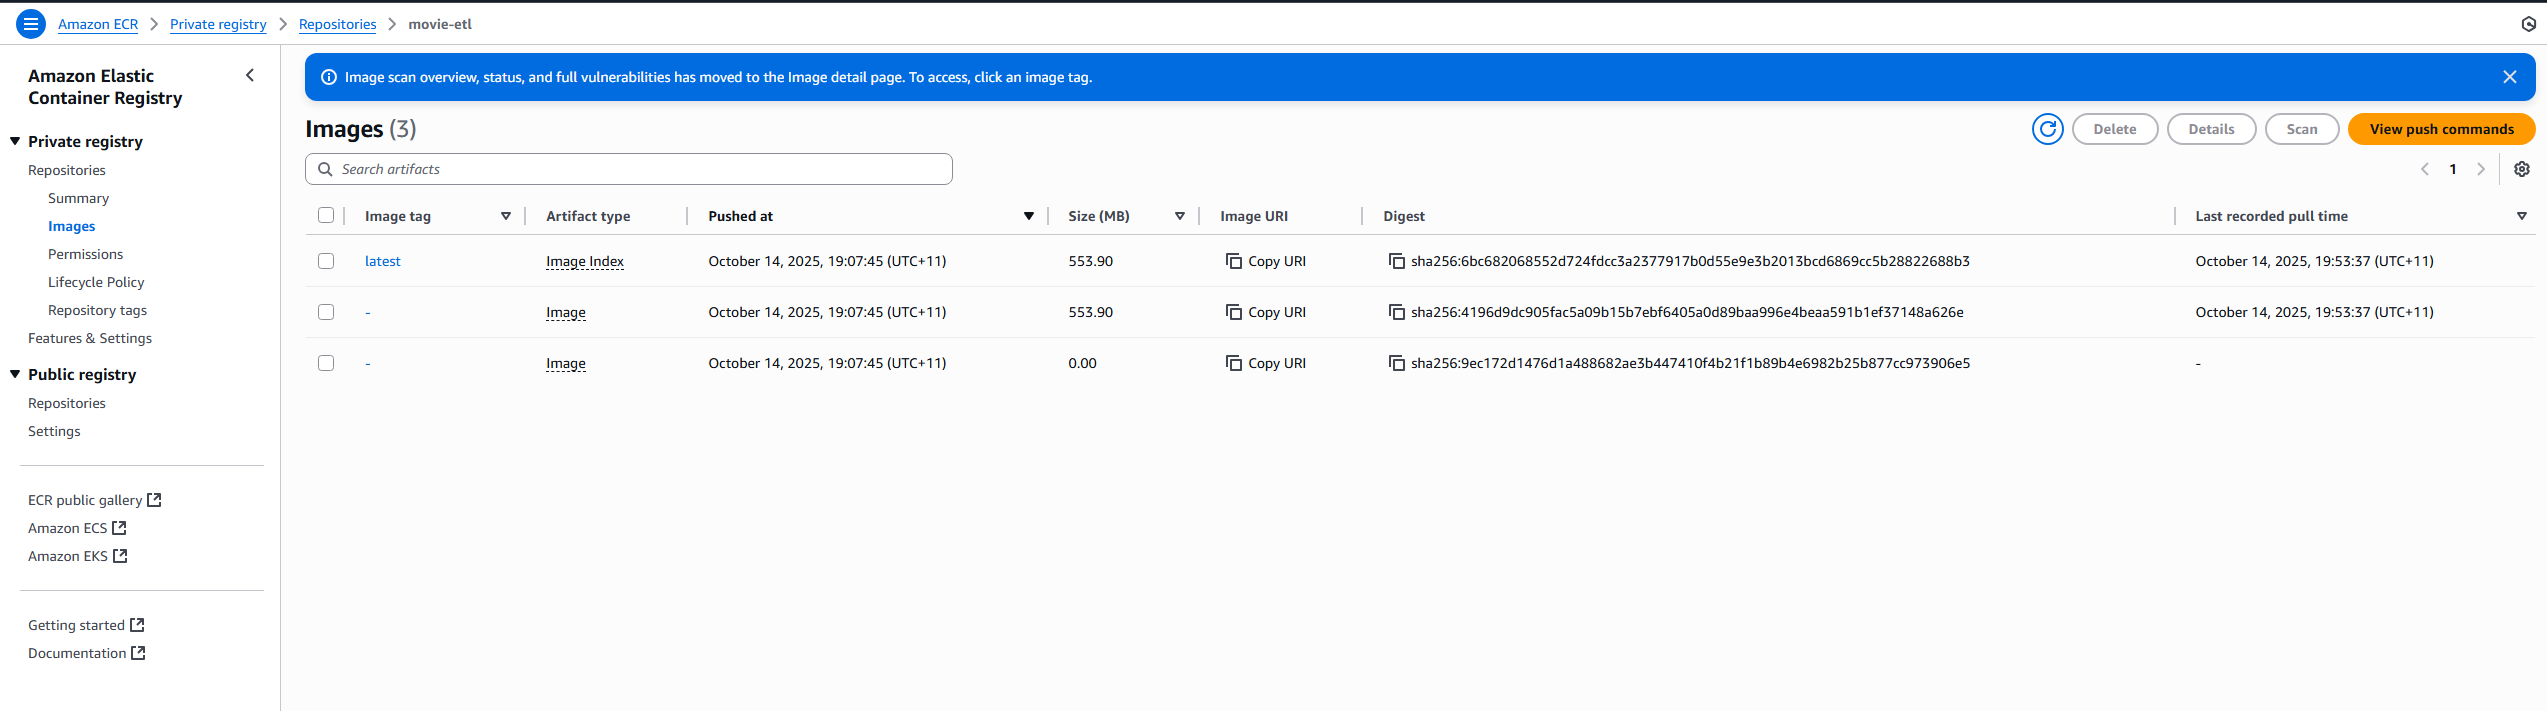 Amazon ECR > Private registry > Repositories > movie-etl
Amazon Elastic
Container Registry
Private registry
Repositories
Summary
Images
Permissions
Lifecycle Policy
Repository tags
Features & Settings
Public registry
Repositories
Settings
ECR public gallery
Amazon ECS
Amazon EKS
Getting started
Documentation
Image scan overview, status, and full vulnerabilities has moved to the Image detail page. To access, click an image tag.
Images (3)
Delete
Details
Scan
View push commands
Search artifacts
1
Image tag Artifact type Pushed at Size (MB) Image URI Digest Last recorded pull time
latest Image Index October 14, 2025, 19:07:45 (UTC+11) 553.90 Copy URI sha256:6bc682068552d724fdcc3a2377917b0d55e9e3b2013bcd6869cc5b28822688b3 October 14, 2025, 19:53:37 (UTC+11)
- Image October 14, 2025, 19:07:45 (UTC+11) 553.90 Copy URI sha256:4196d9dc905fac5a09b15b7ebf6405a0d89baa996e4beaa591b1ef37148a626e October 14, 2025, 19:53:37 (UTC+11)
- Image October 14, 2025, 19:07:45 (UTC+11) 0.00 Copy URI sha256:9ec172d1476d1a488682ae3b447410f4b21f1b89b4e6982b25b877cc973906e5 -